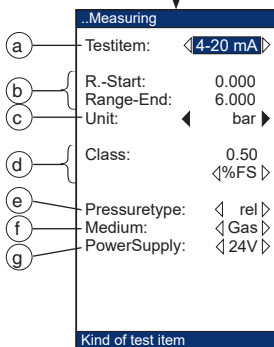 ..Measuring
a Testitem: 4-20 mA
b R.-Start: 0.000
Range-End: 6.000
c Unit: bar
d Class: 0.50
%FS
e Pressuretype: rel
f Medium: Gas
g PowerSupply: 24V
Kind of test item